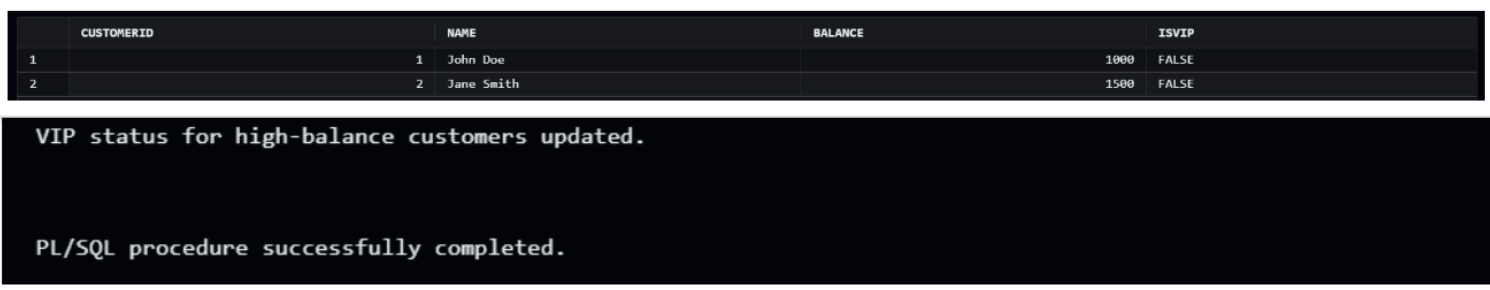 CUSTOMERID NAME BALANCE ISVIP
1 1 John Doe 1000 FALSE
2 2 Jane Smith 1500 FALSE
VIP status for high-balance customers updated.
PL/SQL procedure successfully completed.